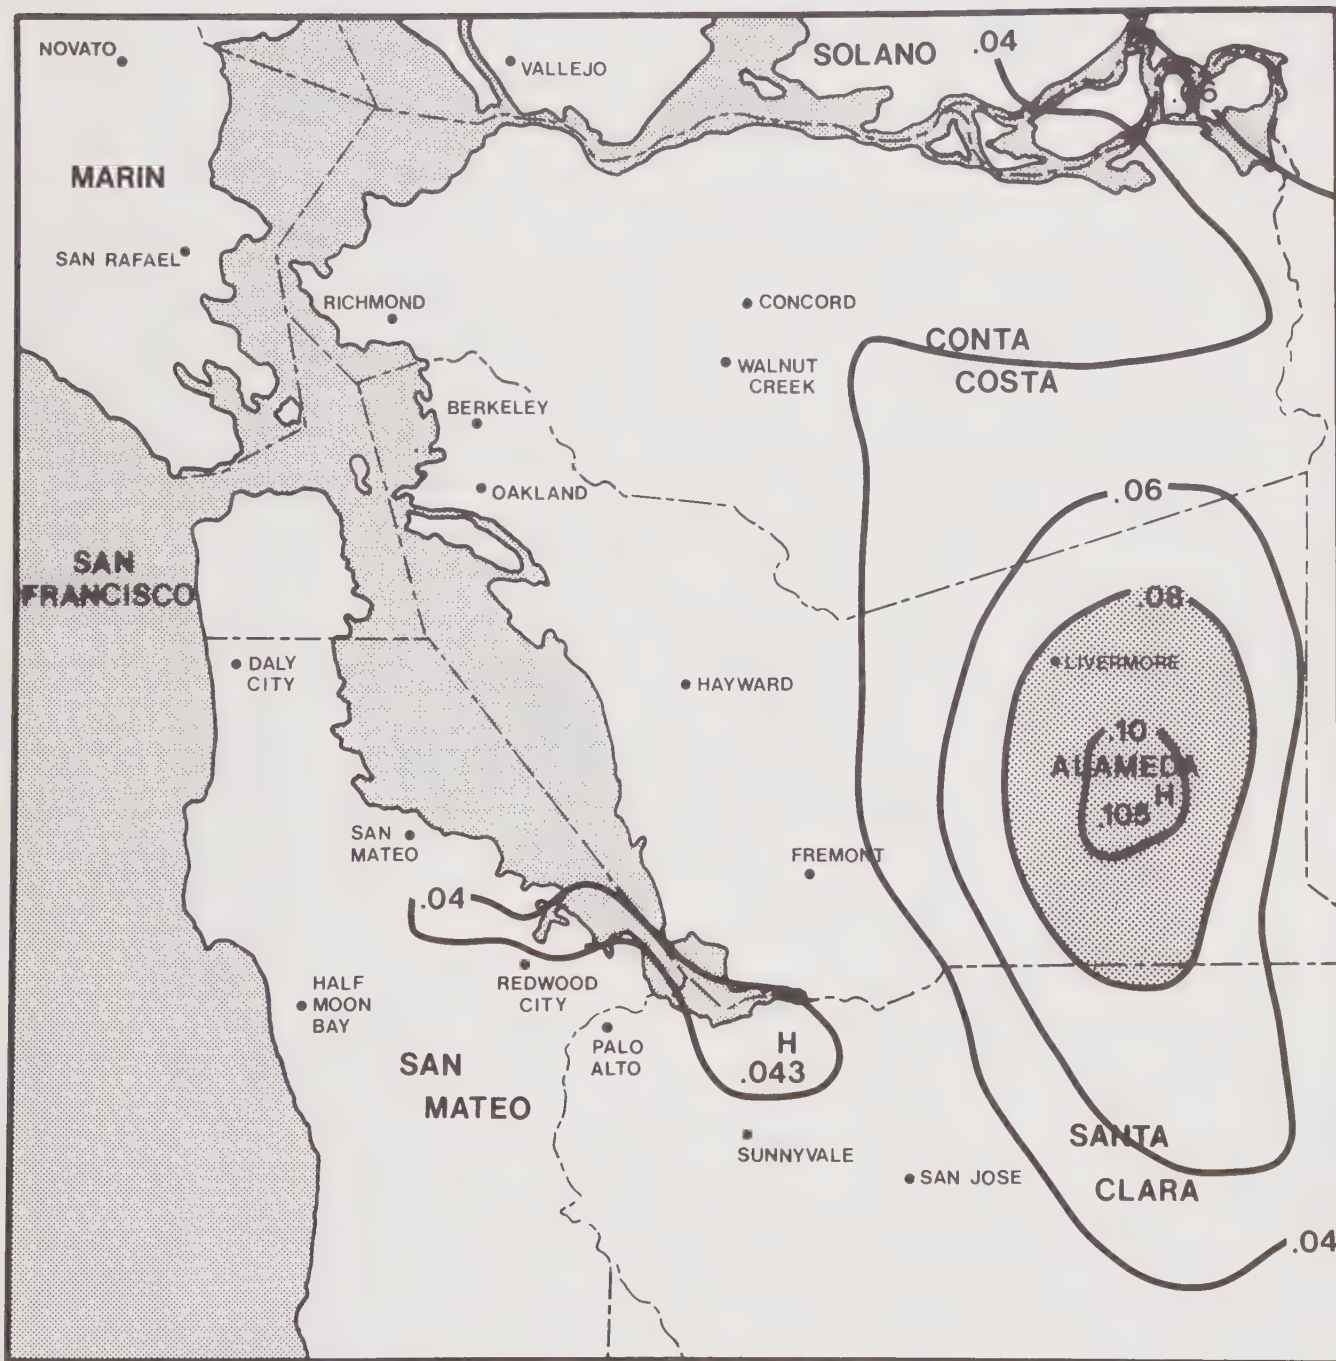 NOVATO
VALLEJO
SOLANO
.04
.06
MARIN
SAN RAFAEL
RICHMOND
CONCORD
CONTA
COSTA
WALNUT
CREEK
BERKELEY
OAKLAND
.06
SAN
FRANCISCO
.08
LIVERMORE
DALY
CITY
HAYWARD
.10
ALAMEDA
H
.105
SAN
MATEO
FREMONT
.04
REDWOOD
CITY
HALF
MOON
BAY
PALO
ALTO
H
.043
SAN
MATEO
SUNNYVALE
SAN JOSE
SANTA
CLARA
.04